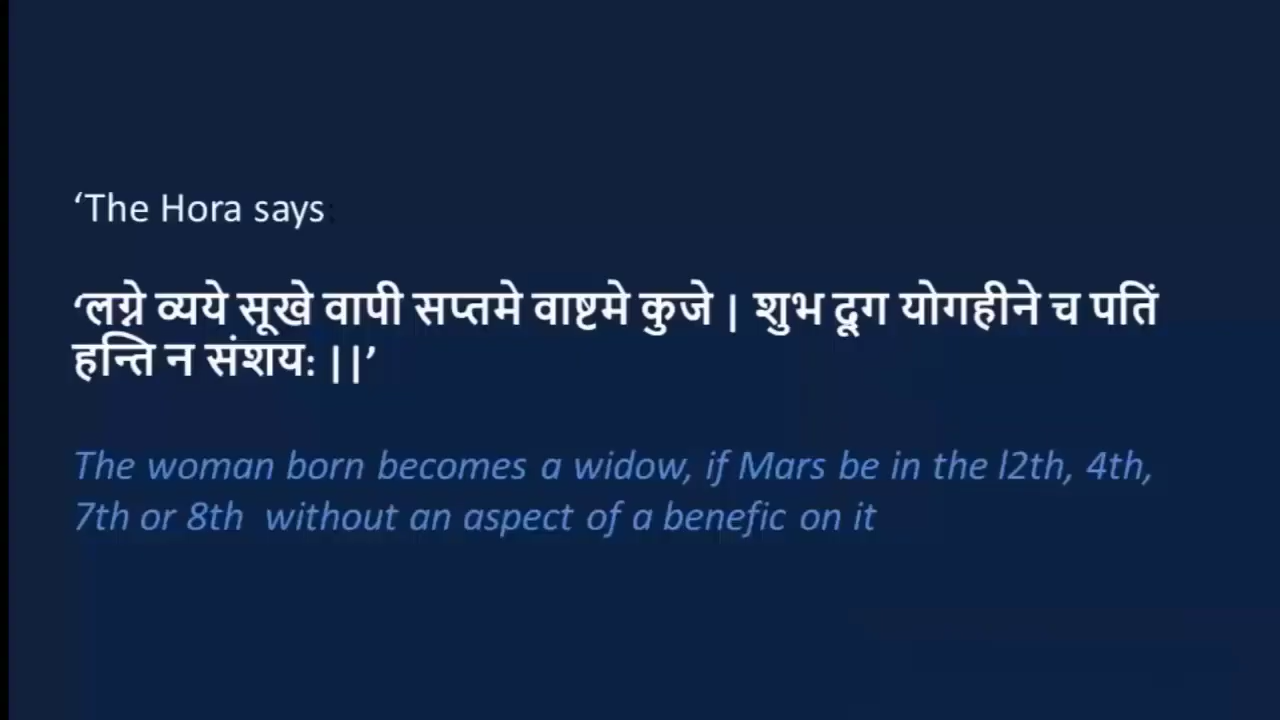 ‘The Hora says:
‘लग्ने व्यये सूखे वापी सप्तमे वाष्टमे कुजे | शुभ दूग योगहीने च पतिं
हन्ति न संशयः ||’
The woman born becomes a widow, if Mars be in the l2th, 4th,
7th or 8th without an aspect of a benefic on it